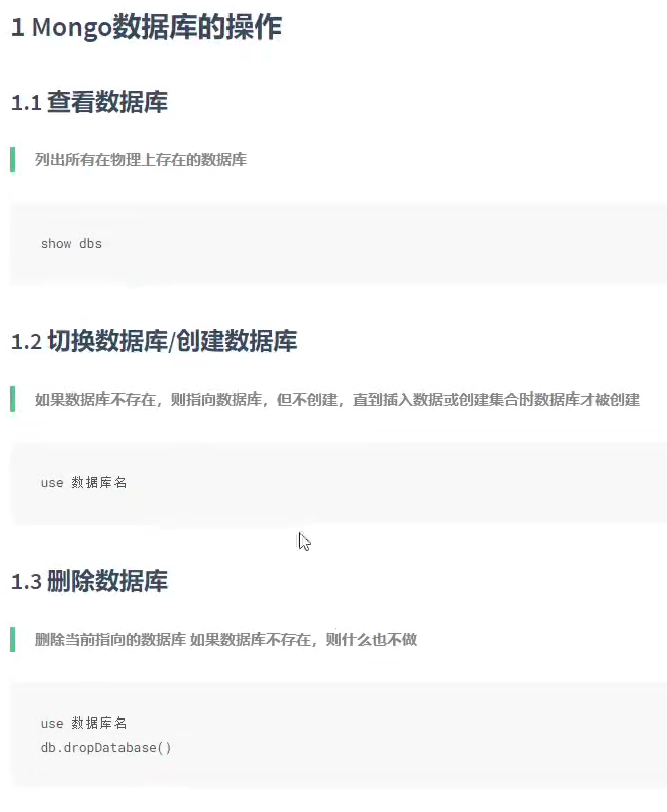 1 Mongo数据库的操作
1.1 查看数据库
列出所有在物理上存在的数据库
show dbs
1.2 切换数据库/创建数据库
如果数据库不存在，则指向数据库，但不创建，直到插入数据或创建集合时数据库才被创建
use 数据库名
1.3 删除数据库
删除当前指向的数据库 如果数据库不存在，则什么也不做
use 数据库名
db.dropDatabase()